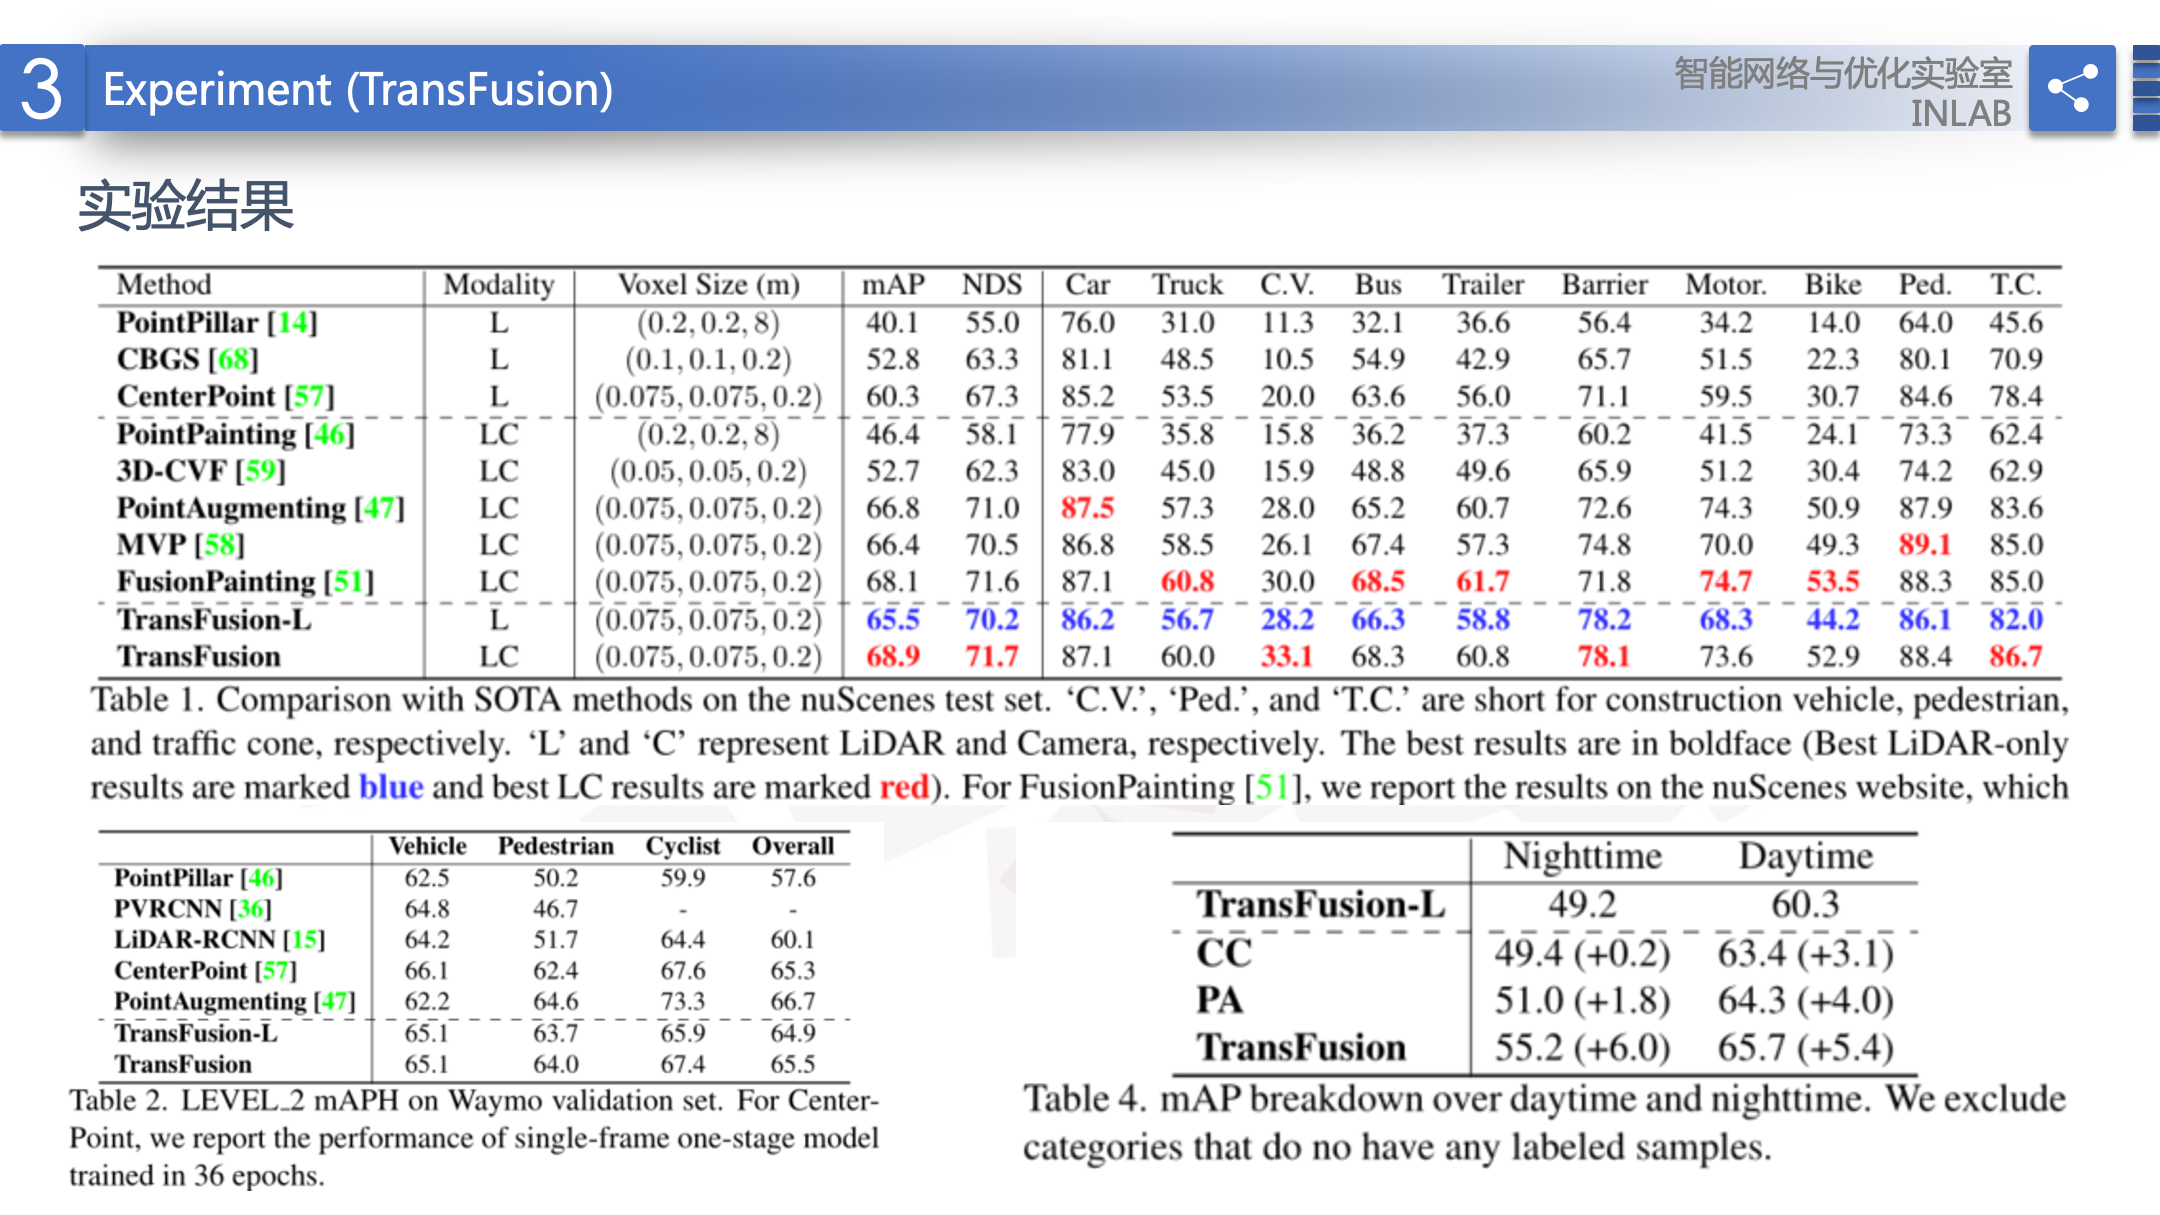 3 Experiment (TransFusion)
智能网络与优化实验室
INLAB
实验结果
Method Modality Voxel Size (m) mAP NDS Car Truck C.V. Bus Trailer Barrier Motor. Bike Ped. T.C.
PointPillar [14] L (0.2, 0.2, 8) 40.1 55.0 76.0 31.0 11.3 32.1 36.6 56.4 34.2 14.0 64.0 45.6
CBGS [68] L (0.1, 0.1, 0.2) 52.8 63.3 81.1 48.5 10.5 54.9 42.9 65.7 51.5 22.3 80.1 70.9
CenterPoint [57] L (0.075, 0.075, 0.2) 60.3 67.3 85.2 53.5 20.0 63.6 56.0 71.1 59.5 30.7 84.6 78.4
PointPainting [46] LC (0.2, 0.2, 8) 46.4 58.1 77.9 35.8 15.8 36.2 37.3 60.2 41.5 24.1 73.3 62.4
3D-CVF [59] LC (0.05, 0.05, 0.2) 52.7 62.3 83.0 45.0 15.9 48.8 49.6 65.9 51.2 30.4 74.2 62.9
PointAugmenting [47] LC (0.075, 0.075, 0.2) 66.8 71.0 87.5 57.3 28.0 65.2 60.7 72.6 74.3 50.9 87.9 83.6
MVP [58] LC (0.075, 0.075, 0.2) 66.4 70.5 86.8 58.5 26.1 67.4 57.3 74.8 70.0 49.3 89.1 85.0
FusionPainting [51] LC (0.075, 0.075, 0.2) 68.1 71.6 87.1 60.8 30.0 68.5 61.7 71.8 74.7 53.5 88.3 85.0
TransFusion-L L (0.075, 0.075, 0.2) 65.5 70.2 86.2 56.7 28.2 66.3 58.8 78.2 68.3 44.2 86.1 82.0
TransFusion LC (0.075, 0.075, 0.2) 68.9 71.7 87.1 60.0 33.1 68.3 60.8 78.1 73.6 52.9 88.4 86.7
Table 1. Comparison with SOTA methods on the nuScenes test set. ‘C.V.’, ‘Ped.’, and ‘T.C.’ are short for construction vehicle, pedestrian,
and traffic cone, respectively. ‘L’ and ‘C’ represent LiDAR and Camera, respectively. The best results are in boldface (Best LiDAR-only
results are marked blue and best LC results are marked red). For FusionPainting [51], we report the results on the nuScenes website, which
Vehicle Pedestrian Cyclist Overall
PointPillar [46] 62.5 50.2 59.9 57.6
PVRCNN [36] 64.8 46.7 - -
LiDAR-RCNN [15] 64.2 51.7 64.4 60.1
CenterPoint [57] 66.1 62.4 67.6 65.3
PointAugmenting [47] 62.2 64.6 73.3 66.7
TransFusion-L 65.1 63.7 65.9 64.9
TransFusion 65.1 64.0 67.4 65.5
Table 2. LEVEL_2 mAPH on Waymo validation set. For Center-
Point, we report the performance of single-frame one-stage model
trained in 36 epochs.
Nighttime Daytime
TransFusion-L 49.2 60.3
CC 49.4 (+0.2) 63.4 (+3.1)
PA 51.0 (+1.8) 64.3 (+4.0)
TransFusion 55.2 (+6.0) 65.7 (+5.4)
Table 4. mAP breakdown over daytime and nighttime. We exclude
categories that do no have any labeled samples.